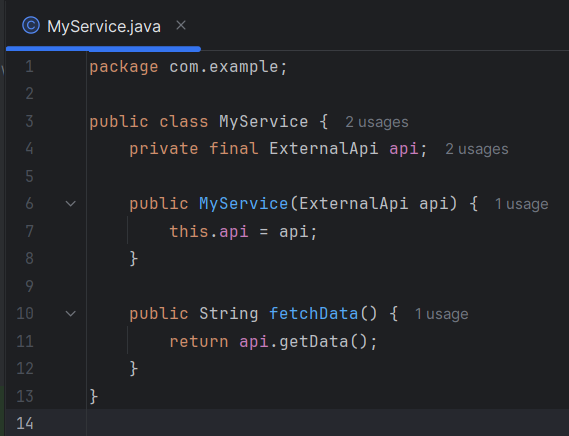 MyService.java
1 package com.example;
2
3 public class MyService { 2 usages
4     private final ExternalApi api; 2 usages
5
6     public MyService(ExternalApi api) { 1 usage
7         this.api = api;
8     }
9
10     public String fetchData() { 1 usage
11         return api.getData();
12     }
13 }
14